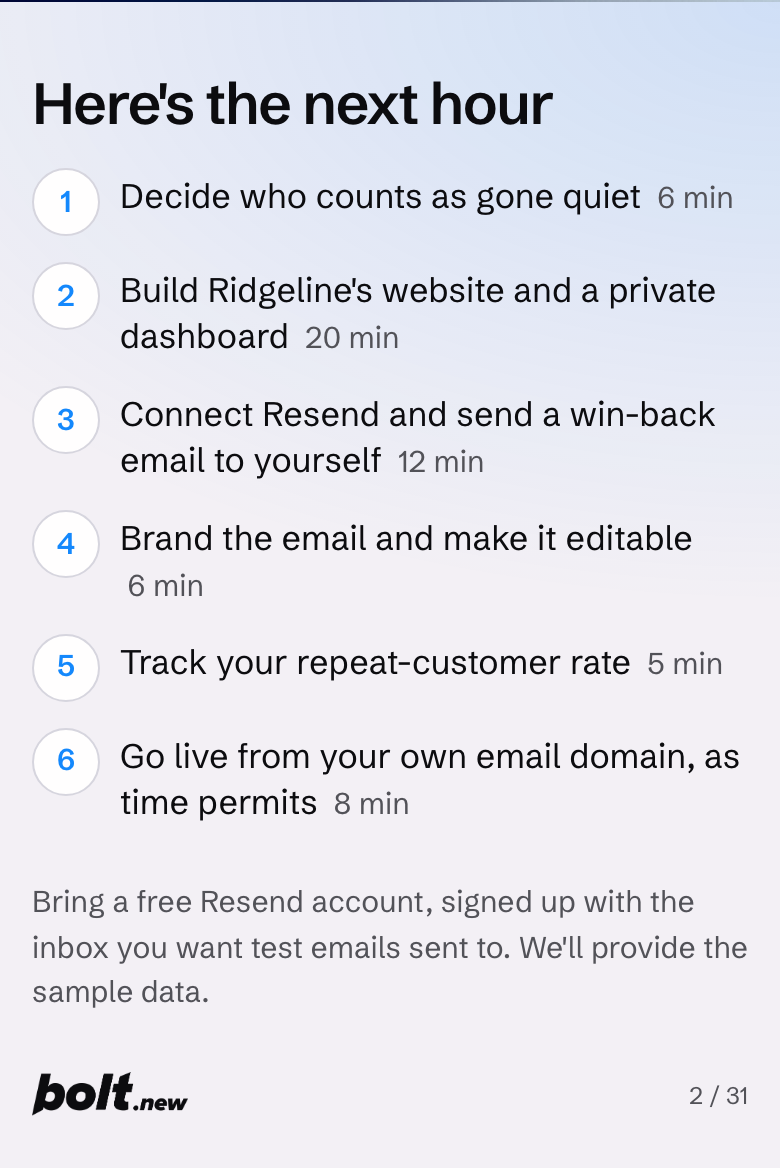 Here's the next hour
1 Decide who counts as gone quiet 6 min
2 Build Ridgeline's website and a private
dashboard 20 min
3 Connect Resend and send a win-back
email to yourself 12 min
4 Brand the email and make it editable
6 min
5 Track your repeat-customer rate 5 min
6 Go live from your own email domain, as
time permits 8 min
Bring a free Resend account, signed up with the
inbox you want test emails sent to. We'll provide the
sample data.
bolt.new
2 / 31